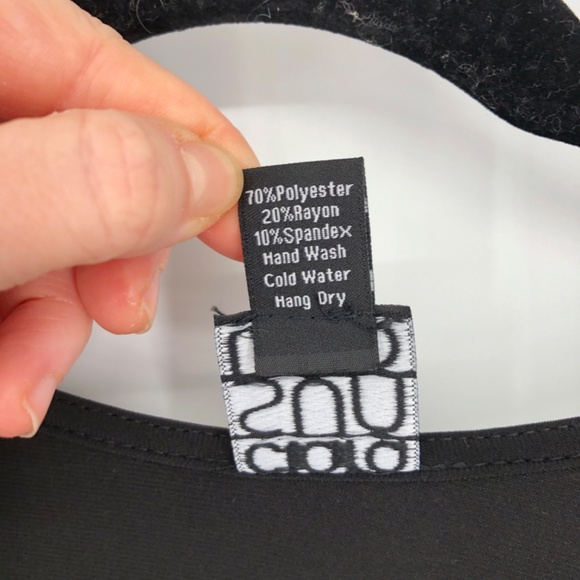 70%Polyester
20%Rayon
10%Spandex
Hand Wash
Cold Water
Hang Dry